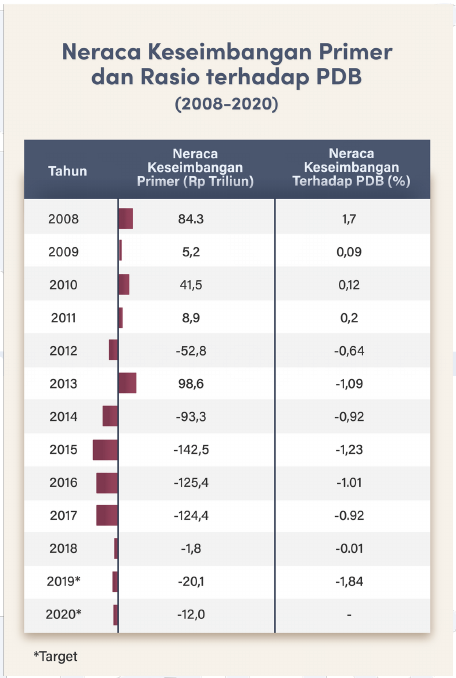 Neraca Keseimbangan Primer
dan Rasio terhadap PDB
(2008-2020)
Tahun Neraca Keseimbangan Primer (Rp Triliun) Neraca Keseimbangan Terhadap PDB (%)
2008 84.3 1,7
2009 5,2 0,09
2010 41,5 0,12
2011 8,9 0,2
2012 -52,8 -0,64
2013 98,6 -1,09
2014 -93,3 -0,92
2015 -142,5 -1,23
2016 -125,4 -1.01
2017 -124,4 -0.92
2018 -1,8 -0.01
2019* -20,1 -1,84
2020* -12,0 -
*Target